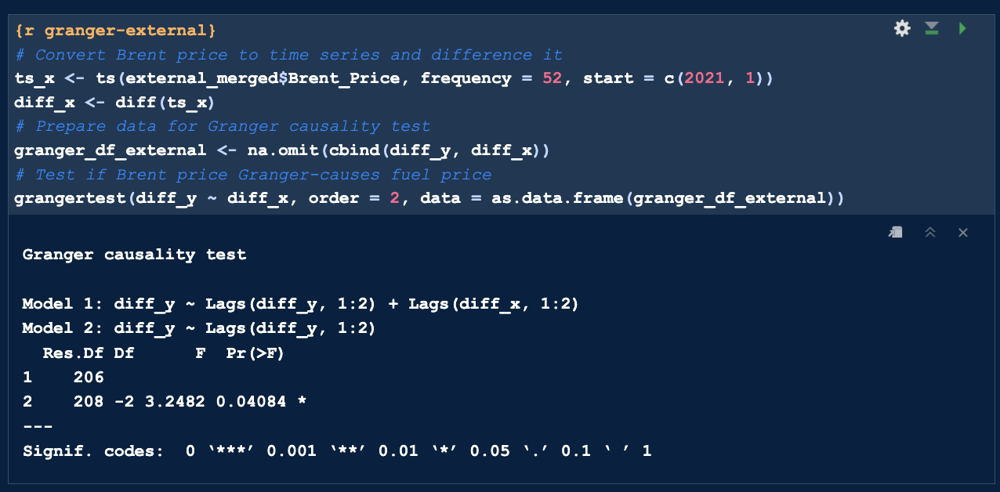 {r granger-external}
# Convert Brent price to time series and difference it
ts_x <- ts(external_merged$Brent_Price, frequency = 52, start = c(2021, 1))
diff_x <- diff(ts_x)
# Prepare data for Granger causality test
granger_df_external <- na.omit(cbind(diff_y, diff_x))
# Test if Brent price Granger-causes fuel price
grangertest(diff_y ~ diff_x, order = 2, data = as.data.frame(granger_df_external))
Granger causality test
Model 1: diff_y ~ Lags(diff_y, 1:2) + Lags(diff_x, 1:2)
Model 2: diff_y ~ Lags(diff_y, 1:2)
  Res.Df Df      F  Pr(>F)
1    206
2    208 -2 3.2482 0.04084 *
---
Signif. codes:  0 ‘***’ 0.001 ‘**’ 0.01 ‘*’ 0.05 ‘.’ 0.1 ‘ ’ 1